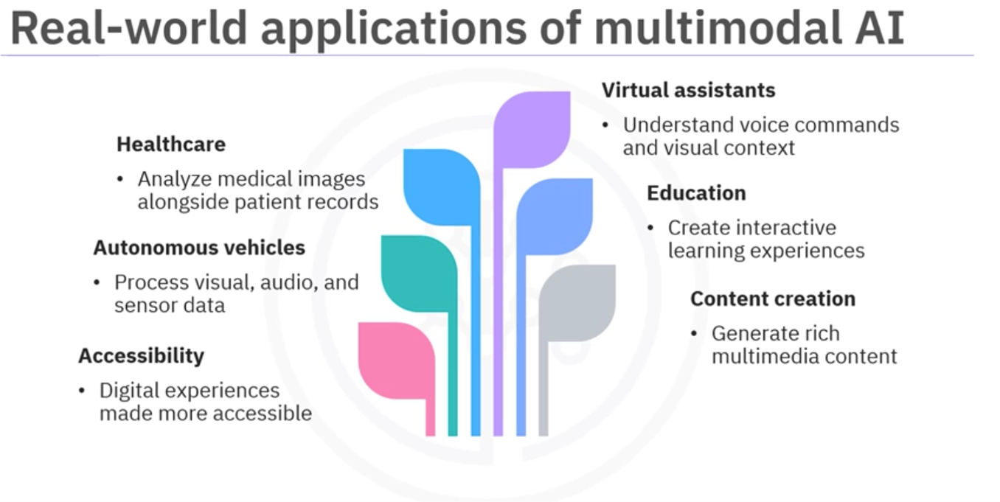 Real-world applications of multimodal AI
Healthcare
• Analyze medical images
alongside patient records
Autonomous vehicles
• Process visual, audio, and
sensor data
Accessibility
• Digital experiences
made more accessible
Virtual assistants
• Understand voice commands
and visual context
Education
• Create interactive
learning experiences
Content creation
• Generate rich
multimedia content